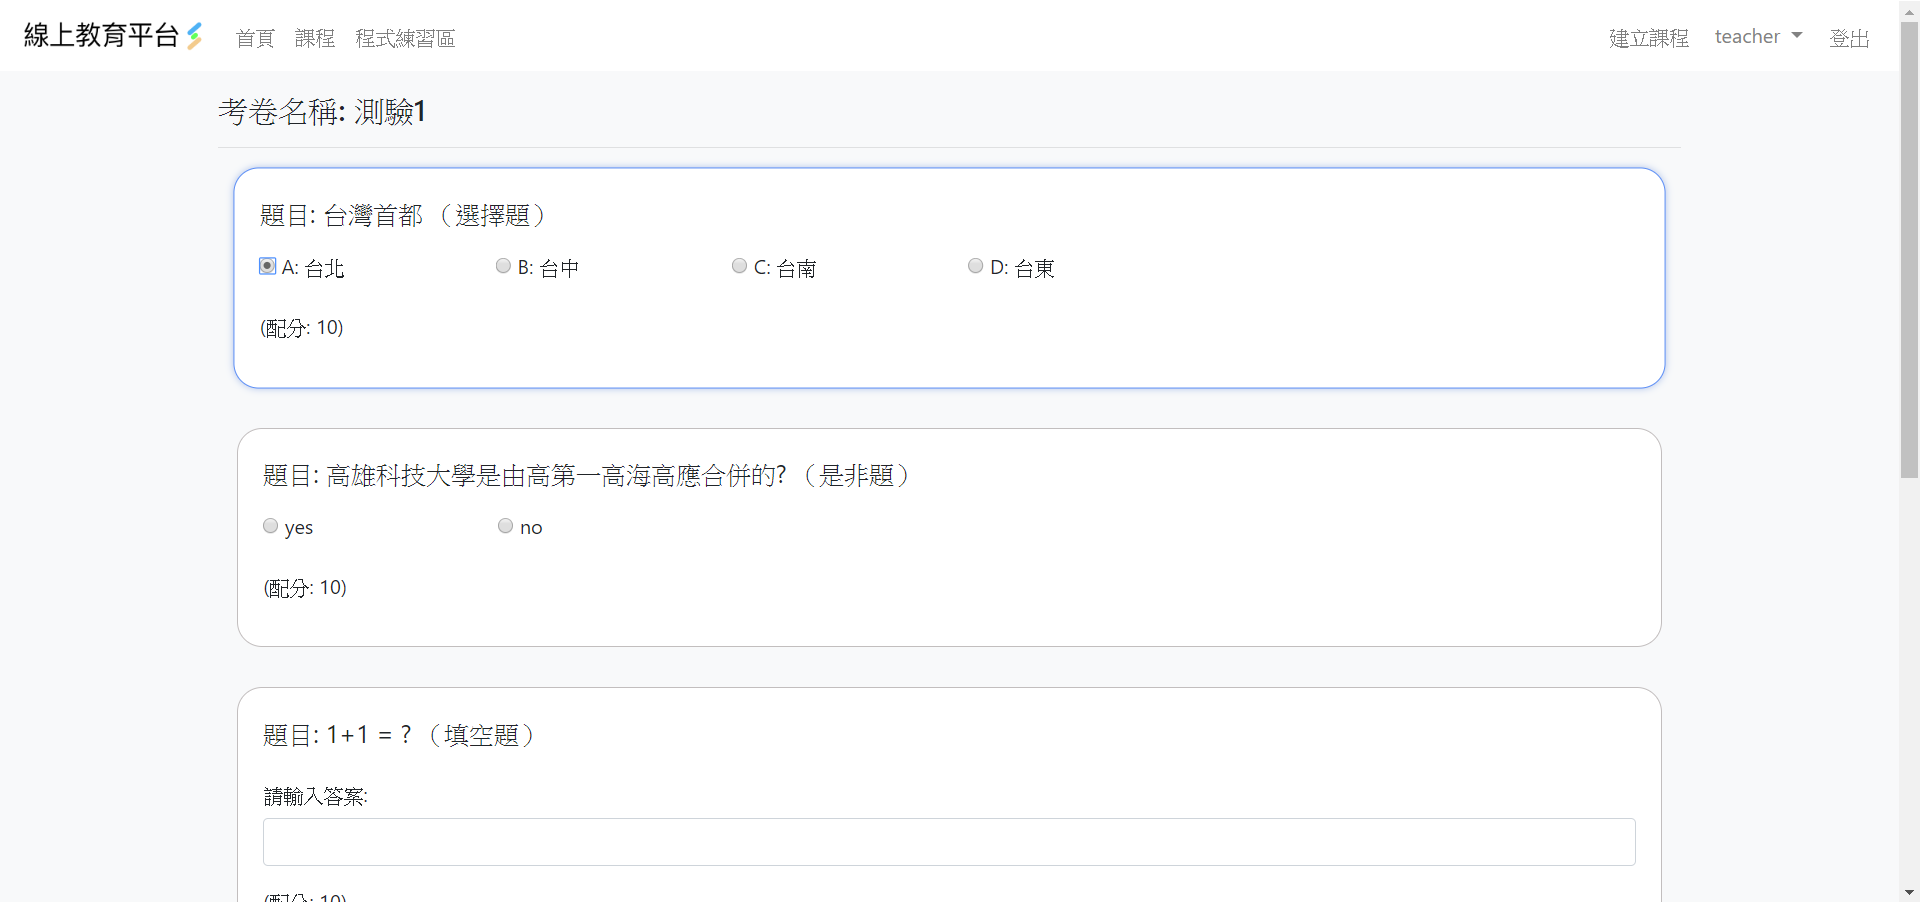 線上教育平台 首頁 課程 程式練習區 建立課程 teacher 登出
考卷名稱: 測驗1
題目: 台灣首都 （選擇題）
A: 台北 B: 台中 C: 台南 D: 台東
(配分: 10)
題目: 高雄科技大學是由高第一高海高應合併的? （是非題）
yes no
(配分: 10)
題目: 1+1 = ? （填空題）
請輸入答案:
(配分: 10)